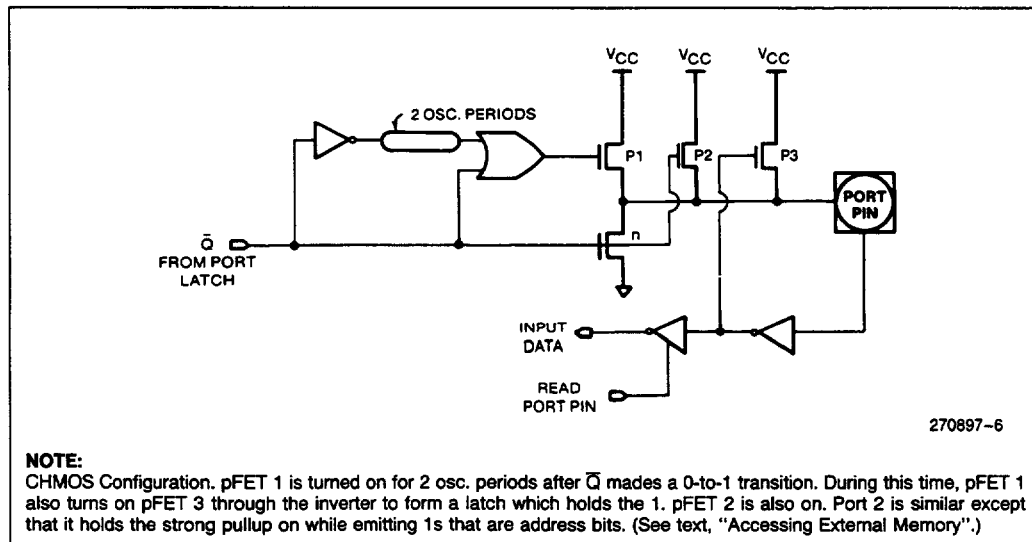 2 OSC. PERIODS
VCC
VCC
VCC
P1
P2
P3
n
PORT
PIN
Q̅
FROM PORT
LATCH
INPUT
DATA
READ
PORT PIN
270897–6
NOTE:
CHMOS Configuration. pFET 1 is turned on for 2 osc. periods after Q̅ mades a 0-to-1 transition. During this time, pFET 1
also turns on pFET 3 through the inverter to form a latch which holds the 1. pFET 2 is also on. Port 2 is similar except
that it holds the strong pullup on while emitting 1s that are address bits. (See text, "Accessing External Memory".)